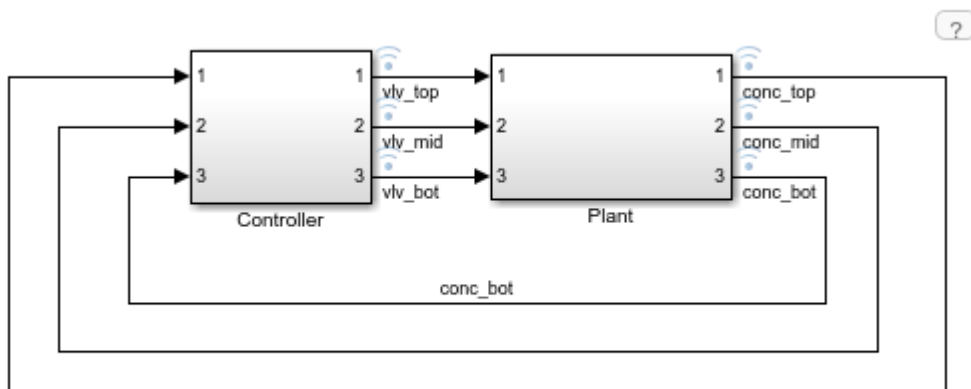 ?
1 1 1 1
vlv_top conc_top
2 2 2 2
vlv_mid conc_mid
3 3 3 3
vlv_bot conc_bot
Controller Plant
conc_bot